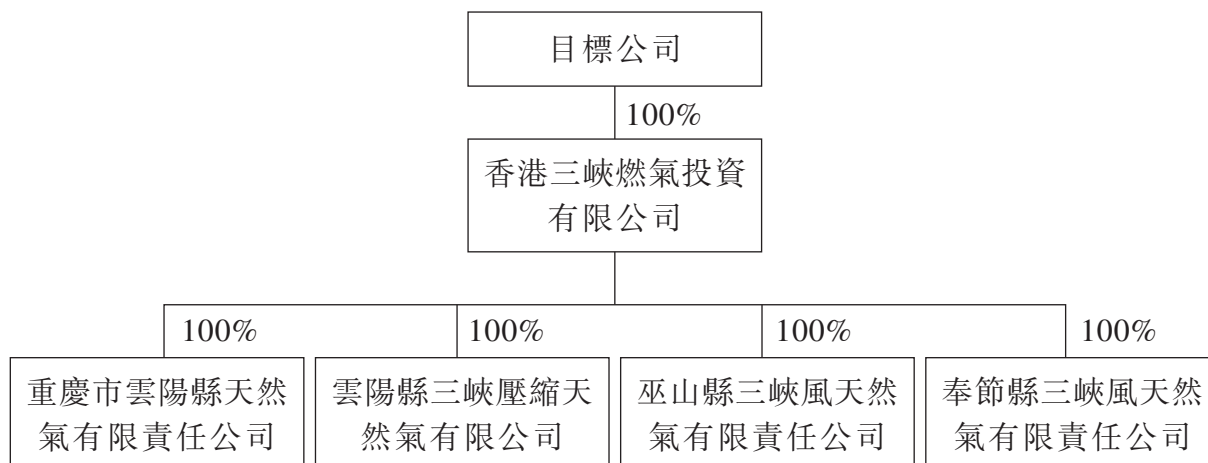 目標公司
100%
香港三峽燃氣投資
有限公司
100%
100%
100%
100%
重慶市雲陽縣天然
氣有限責任公司
雲陽縣三峽壓縮天
然氣有限公司
巫山縣三峽風天然
氣有限責任公司
奉節縣三峽風天然
氣有限責任公司